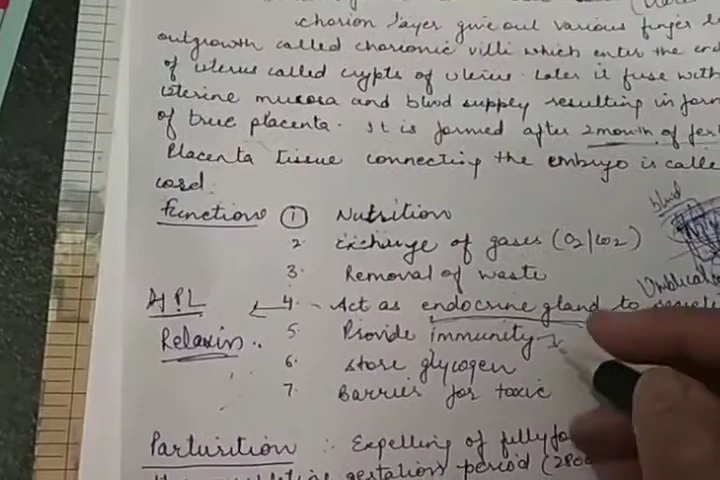 chorion layer give out various finger
outgrowth called chorionic villi which enter the
of uterus called crypts of uterus. Later it fuse with
uterine mucosa and blood supply resulting in
of true placenta. It is formed after 2 month of
Placenta tissue connecting the embryo is
cord.
Functions ① Nutrition
2. Exchange of gases (O2/CO2)
3. Removal of waste
4. Act as endocrine gland to
Relaxin. 5. Provide immunity
6. Store glycogen
7. Barrier for toxic
blood
Umblical
Parturition : Expelling of
gestation period